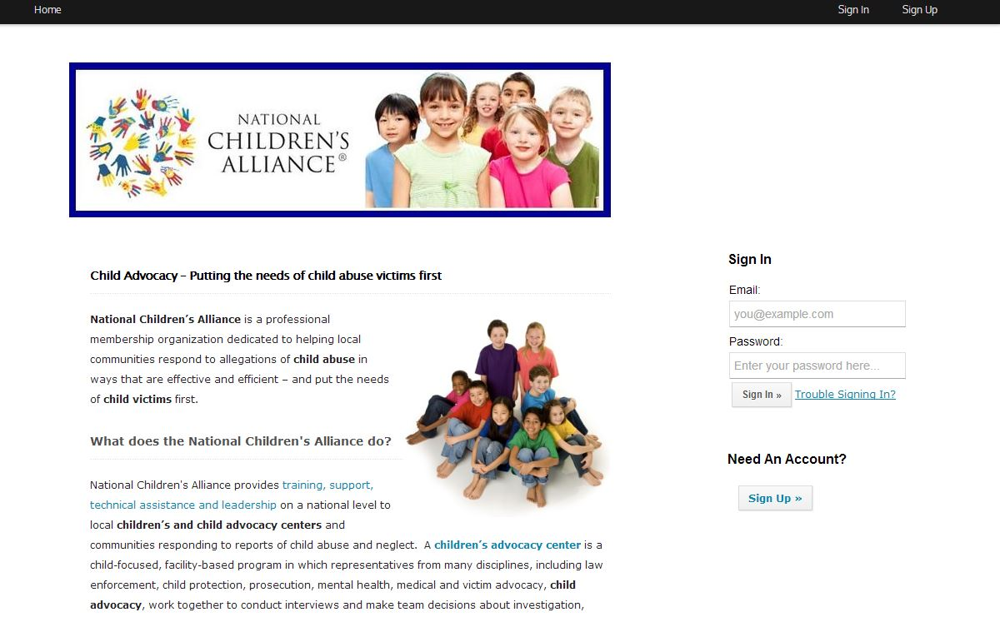 Home
Sign In
Sign Up
NATIONAL
CHILDREN'S
ALLIANCE®
Child Advocacy – Putting the needs of child abuse victims first
National Children’s Alliance is a professional
membership organization dedicated to helping local
communities respond to allegations of child abuse in
ways that are effective and efficient – and put the needs
of child victims first.
What does the National Children's Alliance do?
National Children's Alliance provides training, support,
technical assistance and leadership on a national level to
local children’s and child advocacy centers and
communities responding to reports of child abuse and neglect.  A children’s advocacy center is a
child-focused, facility-based program in which representatives from many disciplines, including law
enforcement, child protection, prosecution, mental health, medical and victim advocacy, child
advocacy, work together to conduct interviews and make team decisions about investigation,
Sign In
Email:
you@example.com
Password:
Enter your password here...
Sign In »
Trouble Signing In?
Need An Account?
Sign Up »